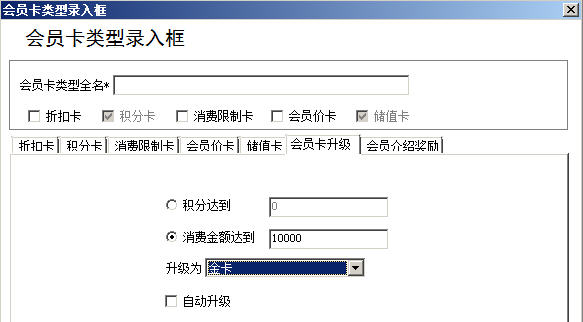 会员卡类型录入框
会员卡类型录入框
会员卡类型全名*
折扣卡 积分卡 消费限制卡 会员价卡 储值卡
折扣卡 积分卡 消费限制卡 会员价卡 储值卡 会员卡升级 会员介绍奖励
积分达到 0
消费金额达到 10000
升级为 金卡
自动升级